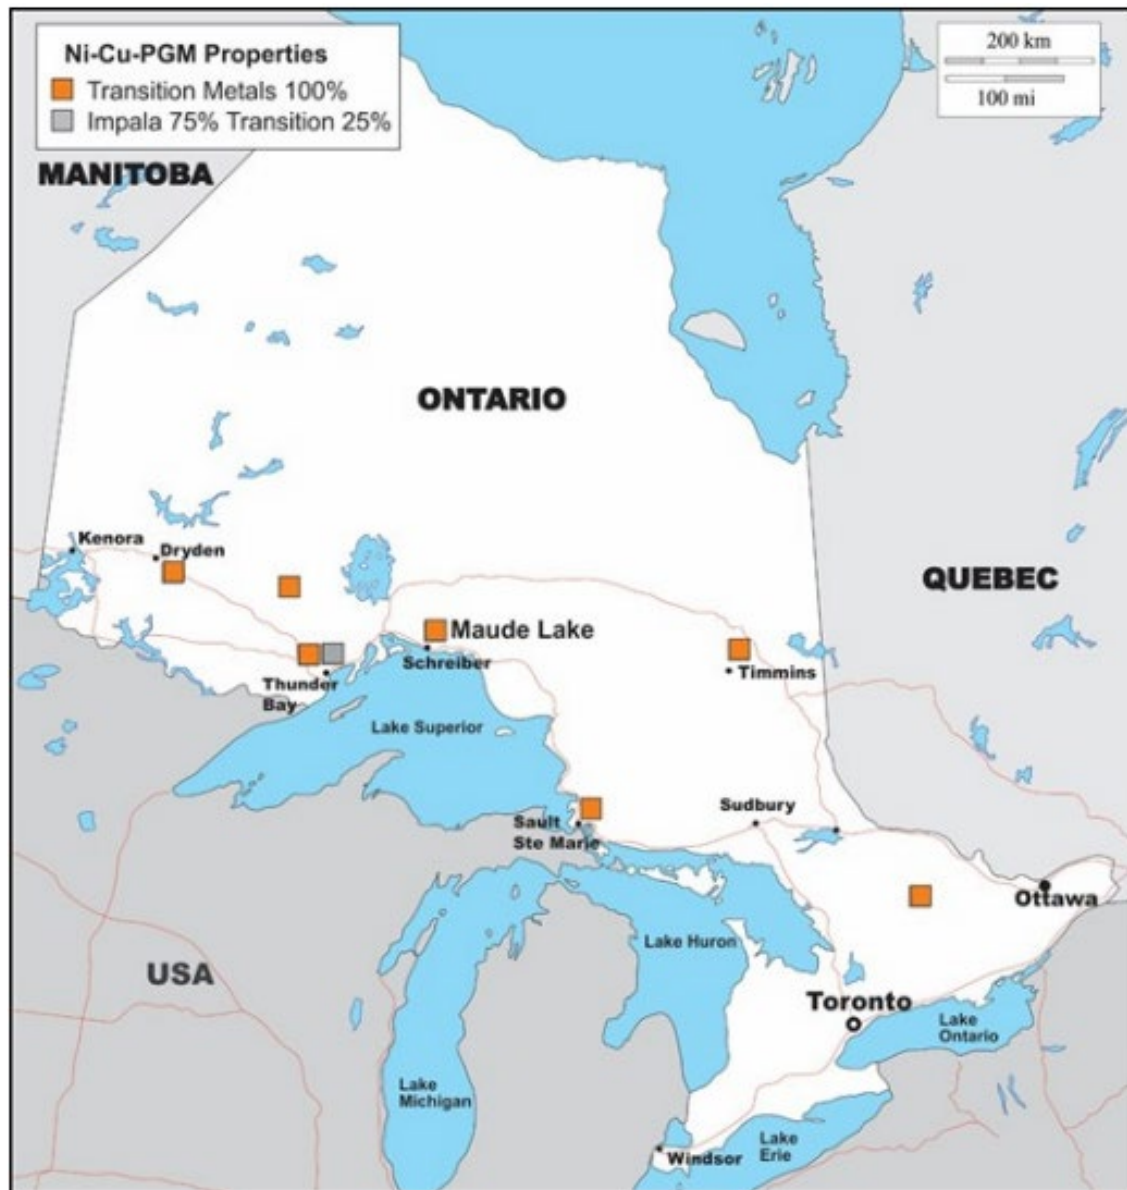 Ni-Cu-PGM Properties
Transition Metals 100%
Impala 75% Transition 25%
200 km
100 mi
MANITOBA
ONTARIO
QUEBEC
Kenora
Dryden
Maude Lake
Schreiber
Timmins
Thunder
Bay
Lake Superior
Sudbury
Sault
Ste Marie
Ottawa
Lake Huron
USA
Toronto
Lake
Ontario
Lake
Michigan
Lake
Erie
Windsor